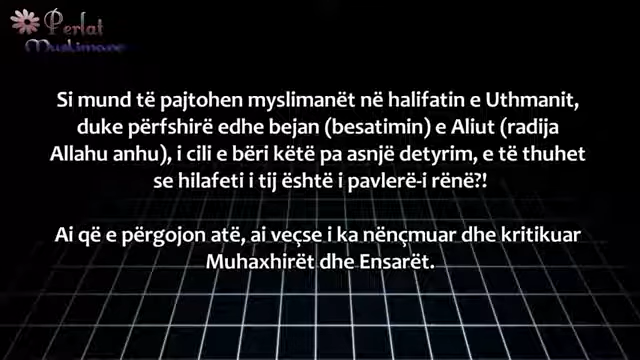 Perlat
Muslimane
Si mund të pajtohen myslimanët në halifatin e Uthmanit,
duke përfshirë edhe bejan (besatimin) e Aliut (radija
Allahu anhu), i cili e bëri këtë pa asnjë detyrim, e të thuhet
se hilafeti i tij është i pavlerë-i rënë?!
Ai që e përgojon atë, ai veçse i ka nënçmuar dhe kritikuar
Muhaxhirët dhe Ensarët.